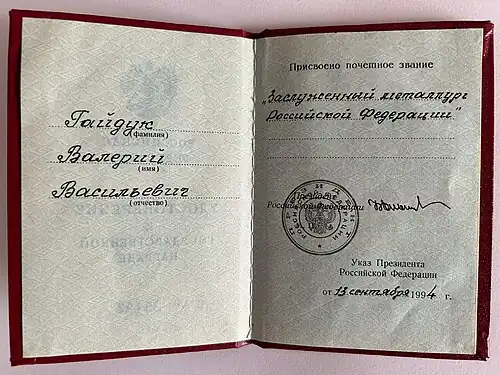 Гайдук
(фамилия)
Валерий
(имя)
Васильевич
(отчество)
Присвоено почетное звание
„Заслуженный металлург
Российской Федерации"
Президент
Российской Федерации
Указ Президента
Российской Федерации
от 13 сентября 1994 г.